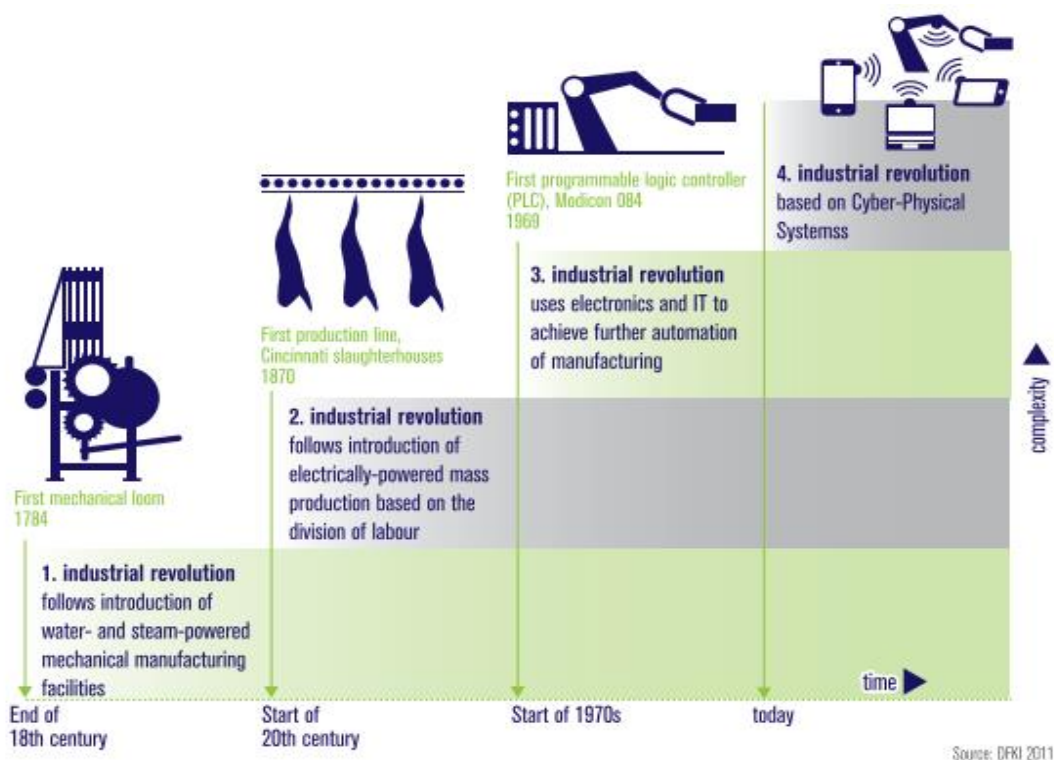 First mechanical loom
1784
First production line,
Cincinnati slaughterhouses
1870
First programmable logic controller
(PLC), Modicon 084
1969
1. industrial revolution
follows introduction of
water- and steam-powered
mechanical manufacturing
facilities
2. industrial revolution
follows introduction of
electrically-powered mass
production based on the
division of labour
3. industrial revolution
uses electronics and IT to
achieve further automation
of manufacturing
4. industrial revolution
based on Cyber-Physical
Systemss
complexity
time
End of
18th century
Start of
20th century
Start of 1970s
today
Source: DFKI 2011